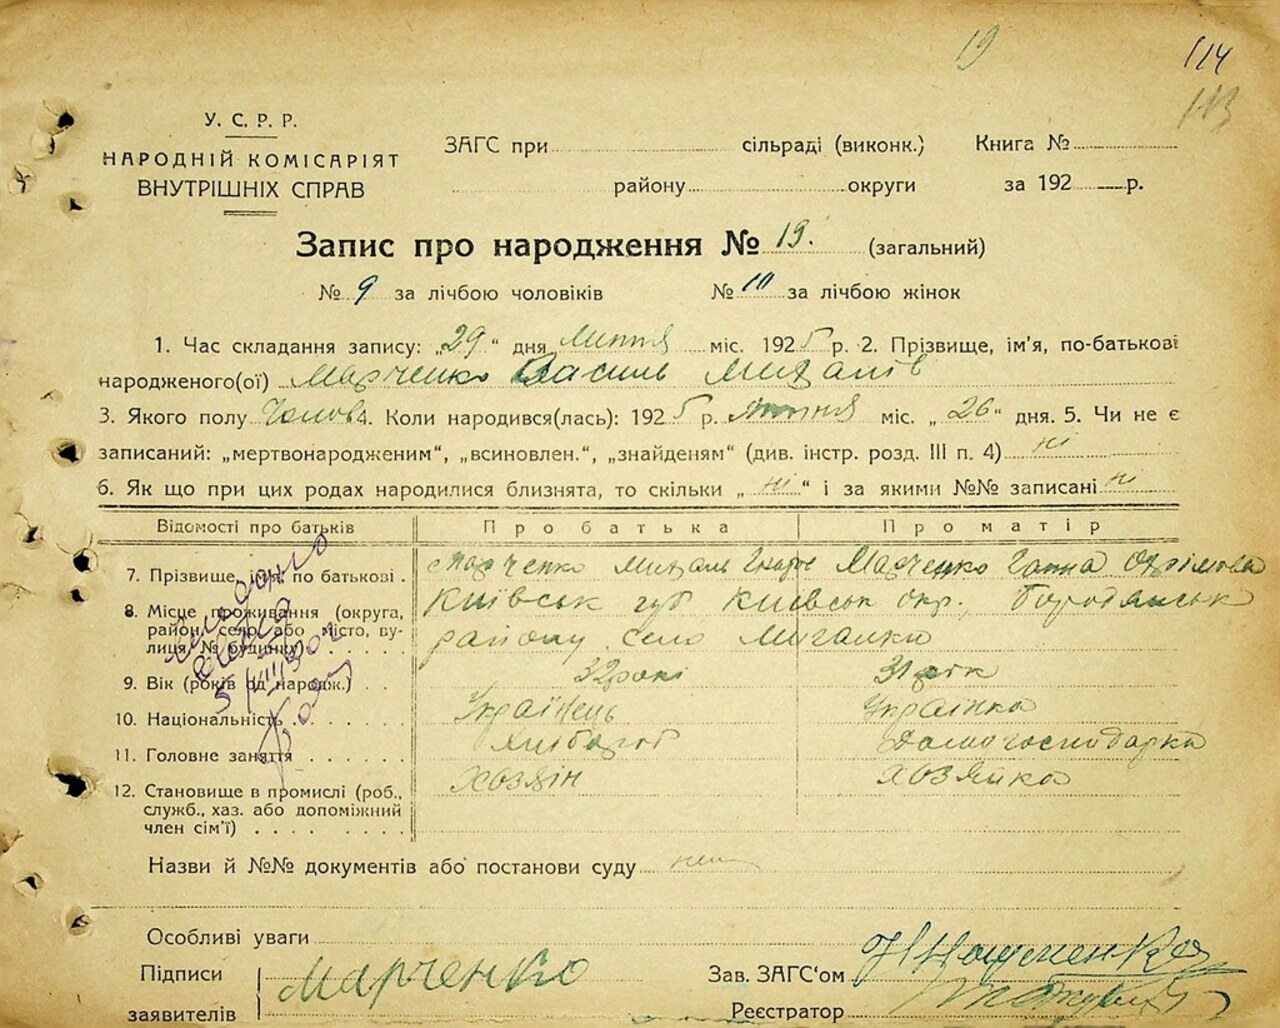 19
114
113
У. С. Р. Р.
НАРОДНІЙ КОМІСАРІЯТ
ВНУТРІШНІХ СПРАВ
ЗАГС при сільраді (виконк.)
району округи
Книга №
за 192 р.
Запис про народження № 19. (загальний)
№ 9 за лічбою чоловіків № 10 за лічбою жінок
1. Час складання запису: „29“ дня липня міс. 1925 р. 2. Прізвище, ім'я, по-батькові
народженого(ої) Марченко Василь Михалів
3. Якого полу Чолов 4. Коли народився(лась): 1925 р. липня міс. „26“ дня. 5. Чи не є
записаний: „мертвонародженим“, „всиновлен.“, „знайденям“ (див. інстр. розд. III п. 4) ні
6. Як що при цих родах народилися близнята, то скільки „ні“ і за якими №№ записані ні
Відомості про батьків Про батька Про матір
7. Прізвище, ім'я, по батькові Марченко Михаль Марченко Ганна
8. Місце проживання (округа, Київськ губ Київськ окр., Бородянськ
район, село або місто, ву-
лиця, № будинку) району село Мигалки
9. Вік (років од народж.) 32 рокі 31 рік
10. Національність Українець Українка
11. Головне заняття Хлібороб Домогосподарка
12. Становище в промислі (роб., Хозяін хозяйка
служб., хаз. або допоміжний
член сім'ї)
Назви й №№ документів або постанови суду
Особливі уваги
Підписи
заявителів Марченко
Зав. ЗАГС'ом
Реєстратор